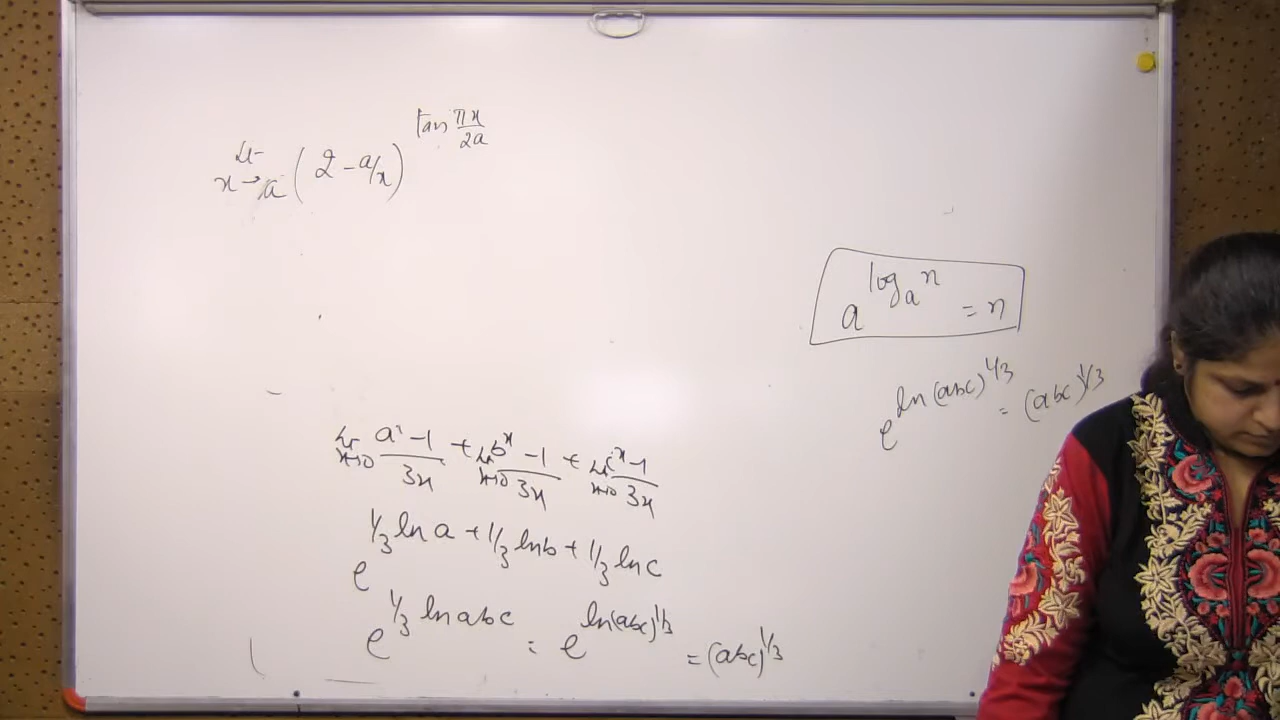 Lt x→a (2 - a/x)^tan πx/2a
a^log_a n = n
e^ln(abc)^1/3 = (abc)^1/3
Lt x→0 a^x - 1 / 3x + Lt x→0 b^x - 1 / 3x + Lt x→0 c^x - 1 / 3x
e^1/3 ln a + 1/3 ln b + 1/3 ln c
e^1/3 ln abc = e^ln(abc)^1/3 = (abc)^1/3